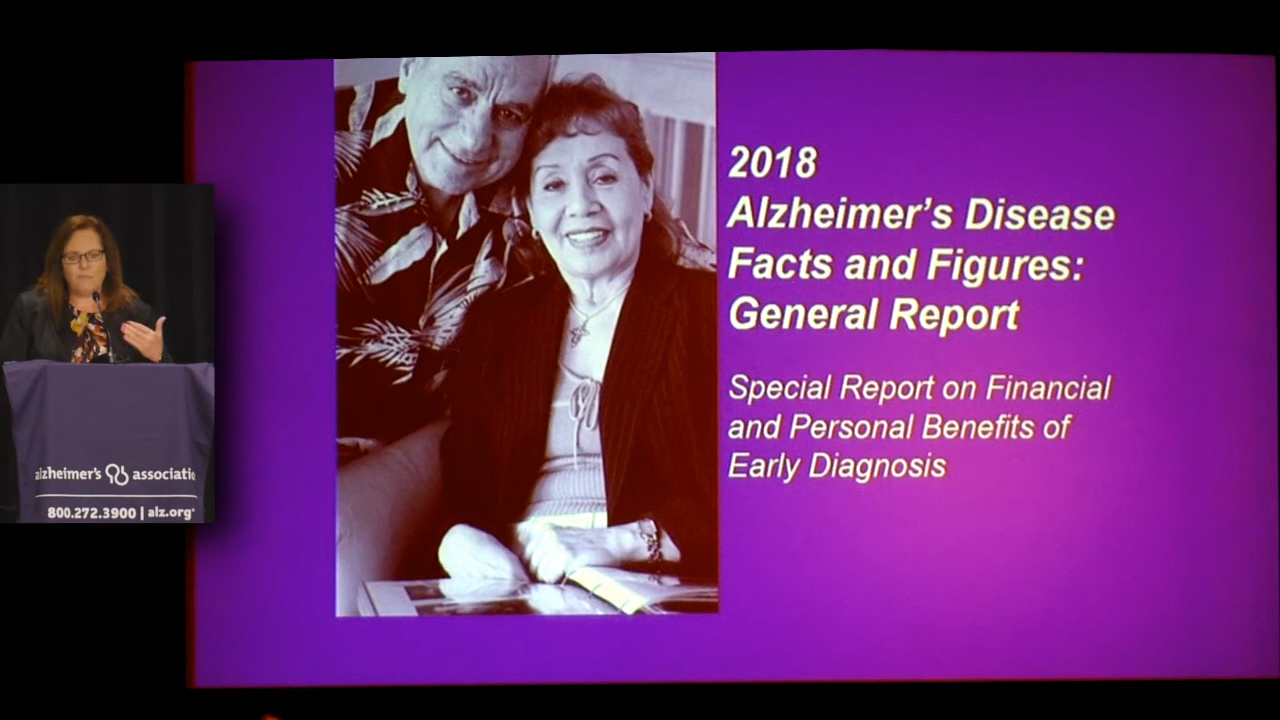 2018
Alzheimer's Disease
Facts and Figures:
General Report
Special Report on Financial
and Personal Benefits of
Early Diagnosis
alzheimer's associatio
800.272.3900 | alz.org®